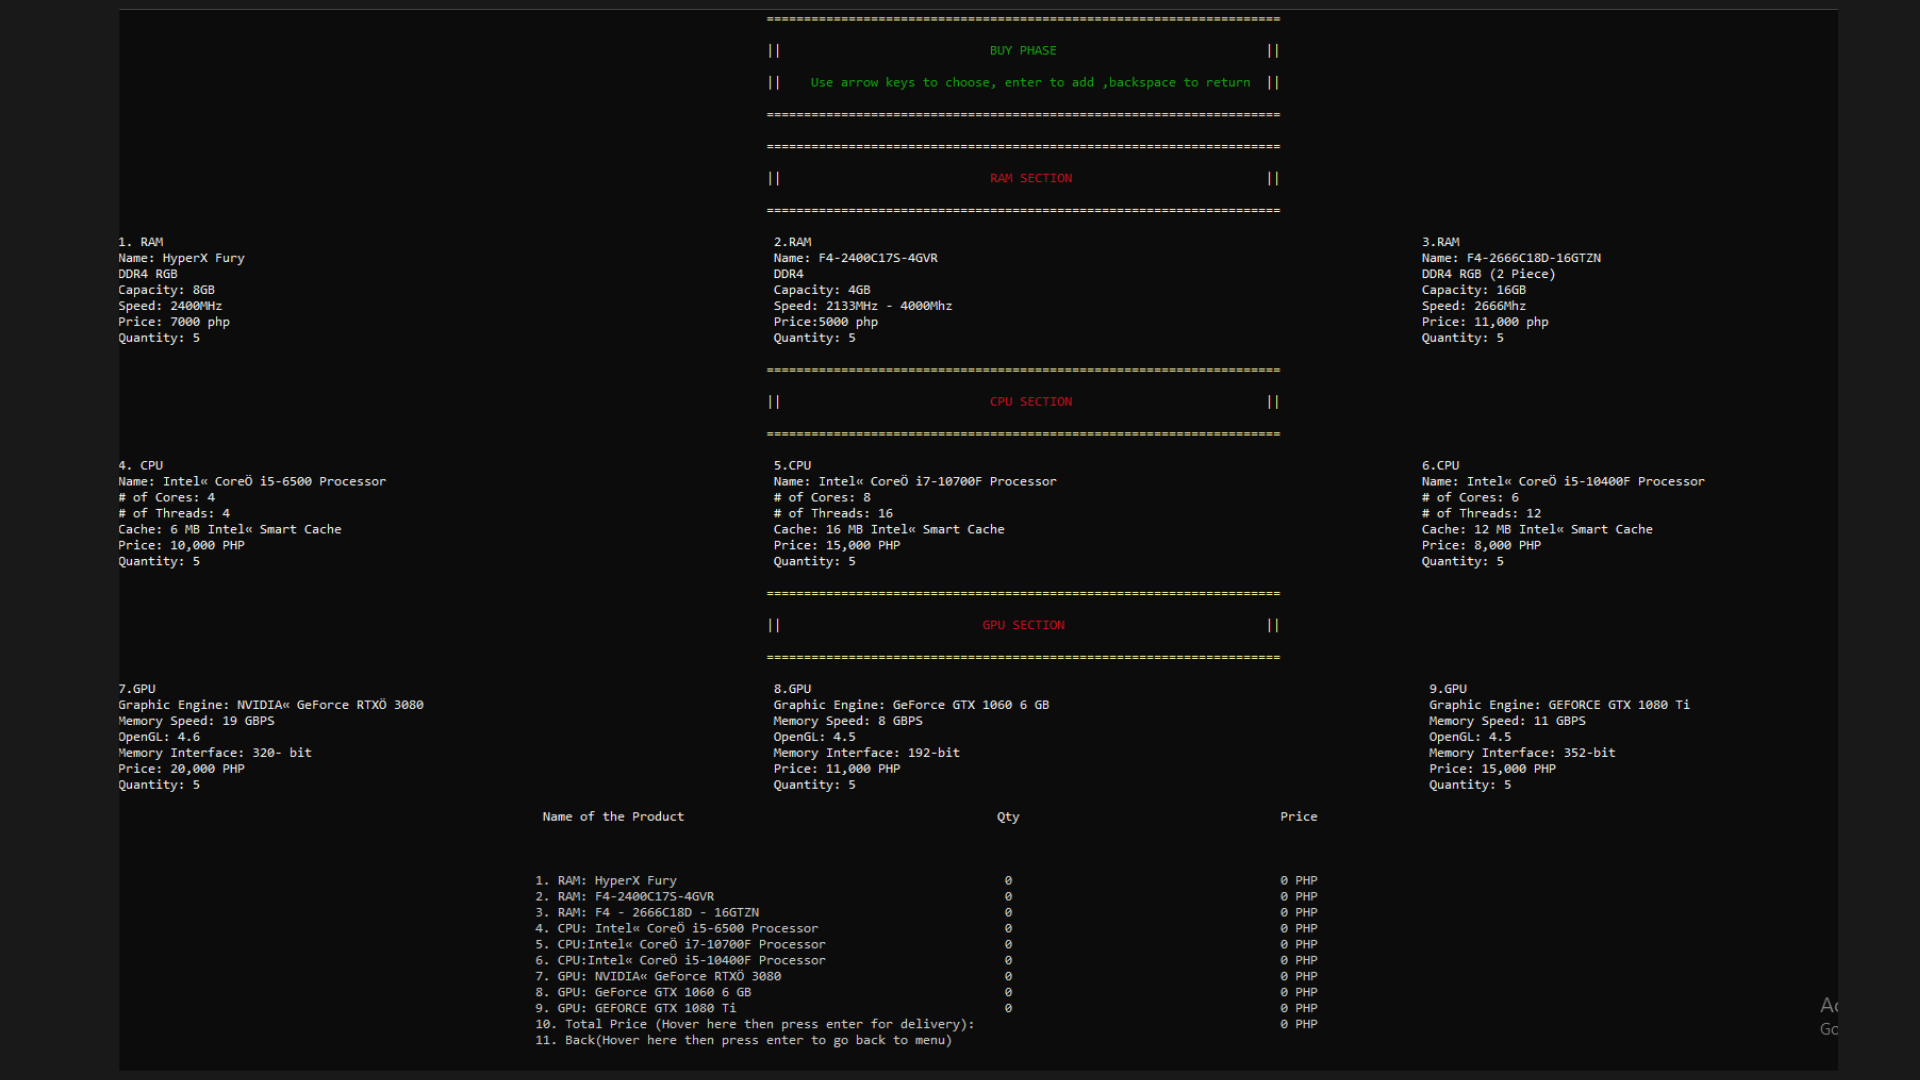 =====================================================================
|| BUY PHASE ||
|| Use arrow keys to choose, enter to add ,backspace to return ||
=====================================================================
=====================================================================
|| RAM SECTION ||
=====================================================================
1. RAM 2.RAM 3.RAM
Name: HyperX Fury Name: F4-2400C17S-4GVR Name: F4-2666C18D-16GTZN
DDR4 RGB DDR4 DDR4 RGB (2 Piece)
Capacity: 8GB Capacity: 4GB Capacity: 16GB
Speed: 2400MHz Speed: 2133MHz - 4000Mhz Speed: 2666Mhz
Price: 7000 php Price:5000 php Price: 11,000 php
Quantity: 5 Quantity: 5 Quantity: 5
=====================================================================
|| CPU SECTION ||
=====================================================================
4. CPU 5.CPU 6.CPU
Name: Intel« CoreÖ i5-6500 Processor Name: Intel« CoreÖ i7-10700F Processor Name: Intel« CoreÖ i5-10400F Processor
# of Cores: 4 # of Cores: 8 # of Cores: 6
# of Threads: 4 # of Threads: 16 # of Threads: 12
Cache: 6 MB Intel« Smart Cache Cache: 16 MB Intel« Smart Cache Cache: 12 MB Intel« Smart Cache
Price: 10,000 PHP Price: 15,000 PHP Price: 8,000 PHP
Quantity: 5 Quantity: 5 Quantity: 5
=====================================================================
|| GPU SECTION ||
=====================================================================
7.GPU 8.GPU 9.GPU
Graphic Engine: NVIDIA« GeForce RTXÖ 3080 Graphic Engine: GeForce GTX 1060 6 GB Graphic Engine: GEFORCE GTX 1080 Ti
Memory Speed: 19 GBPS Memory Speed: 8 GBPS Memory Speed: 11 GBPS
OpenGL: 4.6 OpenGL: 4.5 OpenGL: 4.5
Memory Interface: 320- bit Memory Interface: 192-bit Memory Interface: 352-bit
Price: 20,000 PHP Price: 11,000 PHP Price: 15,000 PHP
Quantity: 5 Quantity: 5 Quantity: 5
Name of the Product Qty Price
1. RAM: HyperX Fury 0 0 PHP
2. RAM: F4-2400C17S-4GVR 0 0 PHP
3. RAM: F4 - 2666C18D - 16GTZN 0 0 PHP
4. CPU: Intel« CoreÖ i5-6500 Processor 0 0 PHP
5. CPU:Intel« CoreÖ i7-10700F Processor 0 0 PHP
6. CPU:Intel« CoreÖ i5-10400F Processor 0 0 PHP
7. GPU: NVIDIA« GeForce RTXÖ 3080 0 0 PHP
8. GPU: GeForce GTX 1060 6 GB 0 0 PHP
9. GPU: GEFORCE GTX 1080 Ti 0 0 PHP
10. Total Price (Hover here then press enter for delivery): 0 PHP
11. Back(Hover here then press enter to go back to menu)
Go